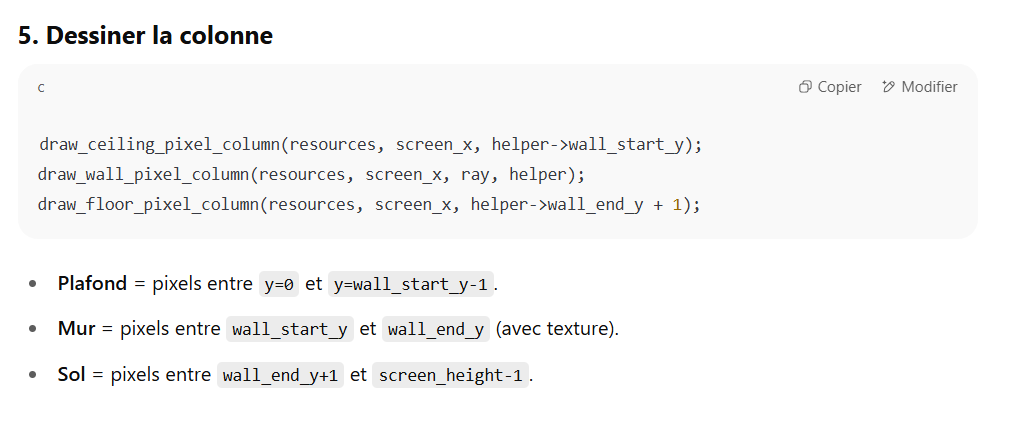 5. Dessiner la colonne
c
Copier
Modifier
draw_ceiling_pixel_column(resources, screen_x, helper->wall_start_y);
draw_wall_pixel_column(resources, screen_x, ray, helper);
draw_floor_pixel_column(resources, screen_x, helper->wall_end_y + 1);
• Plafond = pixels entre y=0 et y=wall_start_y-1.
• Mur = pixels entre wall_start_y et wall_end_y (avec texture).
• Sol = pixels entre wall_end_y+1 et screen_height-1.